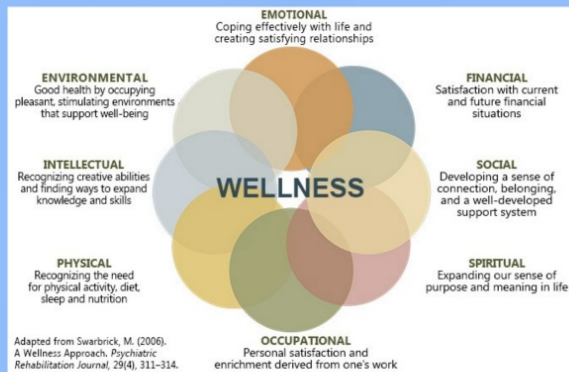 EMOTIONAL
Coping effectively with life and
creating satisfying relationships
ENVIRONMENTAL
Good health by occupying
pleasant, stimulating environments
that support well-being
FINANCIAL
Satisfaction with current
and future financial
situations
INTELLECTUAL
Recognizing creative abilities
and finding ways to expand
knowledge and skills
WELLNESS
SOCIAL
Developing a sense of
connection, belonging,
and a well-developed
support system
PHYSICAL
Recognizing the need
for physical activity, diet,
sleep and nutrition
SPIRITUAL
Expanding our sense of
purpose and meaning in life
OCCUPATIONAL
Personal satisfaction and
enrichment derived from one's work
Adapted from Swarbrick, M. (2006).
A Wellness Approach. Psychiatric
Rehabilitation Journal, 29(4), 311–314.